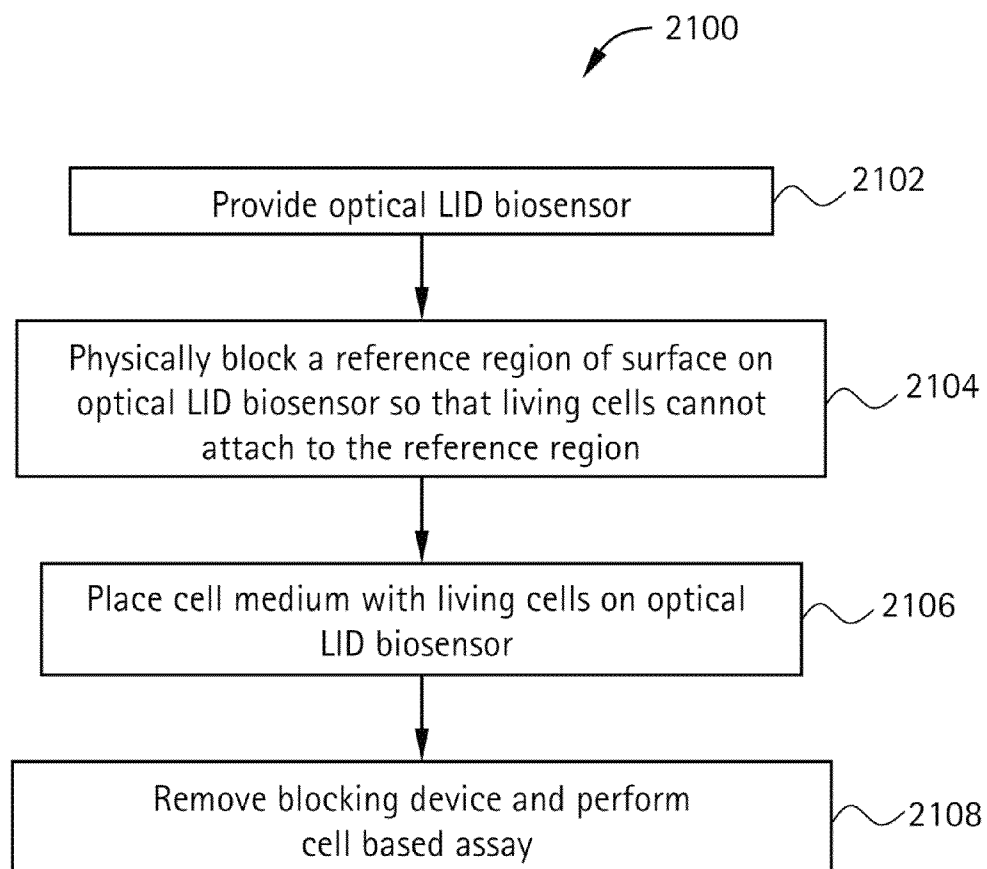 2100
Provide optical LID biosensor
2102
Physically block a reference region of surface on
optical LID biosensor so that living cells cannot
attach to the reference region
2104
Place cell medium with living cells on optical
LID biosensor
2106
Remove blocking device and perform
cell based assay
2108